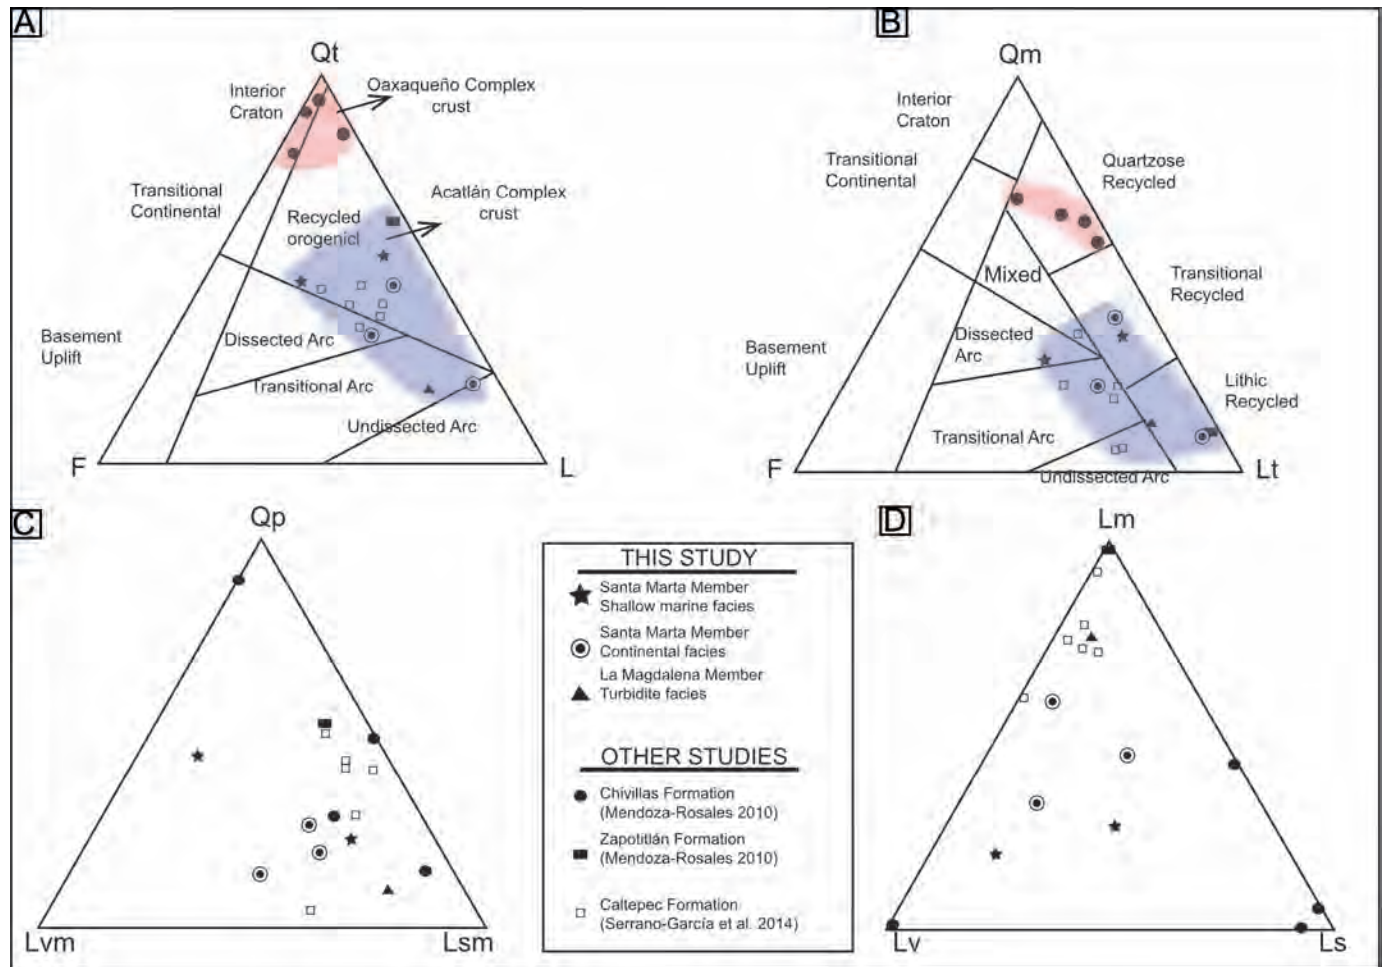 A
Qt
Interior
Craton
Oaxaqueño Complex
crust
Transitional
Continental
Acatlán Complex
crust
Recycled
orogenicl
Basement
Uplift
Dissected Arc
Transitional Arc
Undissected Arc
F
L
B
Qm
Interior
Craton
Transitional
Continental
Quartzose
Recycled
Mixed
Transitional
Recycled
Dissected
Arc
Basement
Uplift
Lithic
Recycled
Transitional Arc
F
Lt
Undissected Arc
C
Qp
Lvm
Lsm
THIS STUDY
Santa Marta Member
Shallow marine facies
Santa Marta Member
Continental facies
La Magdalena Member
Turbidite facies
OTHER STUDIES
Chivillas Formation
(Mendoza-Rosales 2010)
Zapotitlán Formation
(Mendoza-Rosales 2010)
Caltepec Formation
(Serrano-García et al. 2014)
D
Lm
Lv
Ls